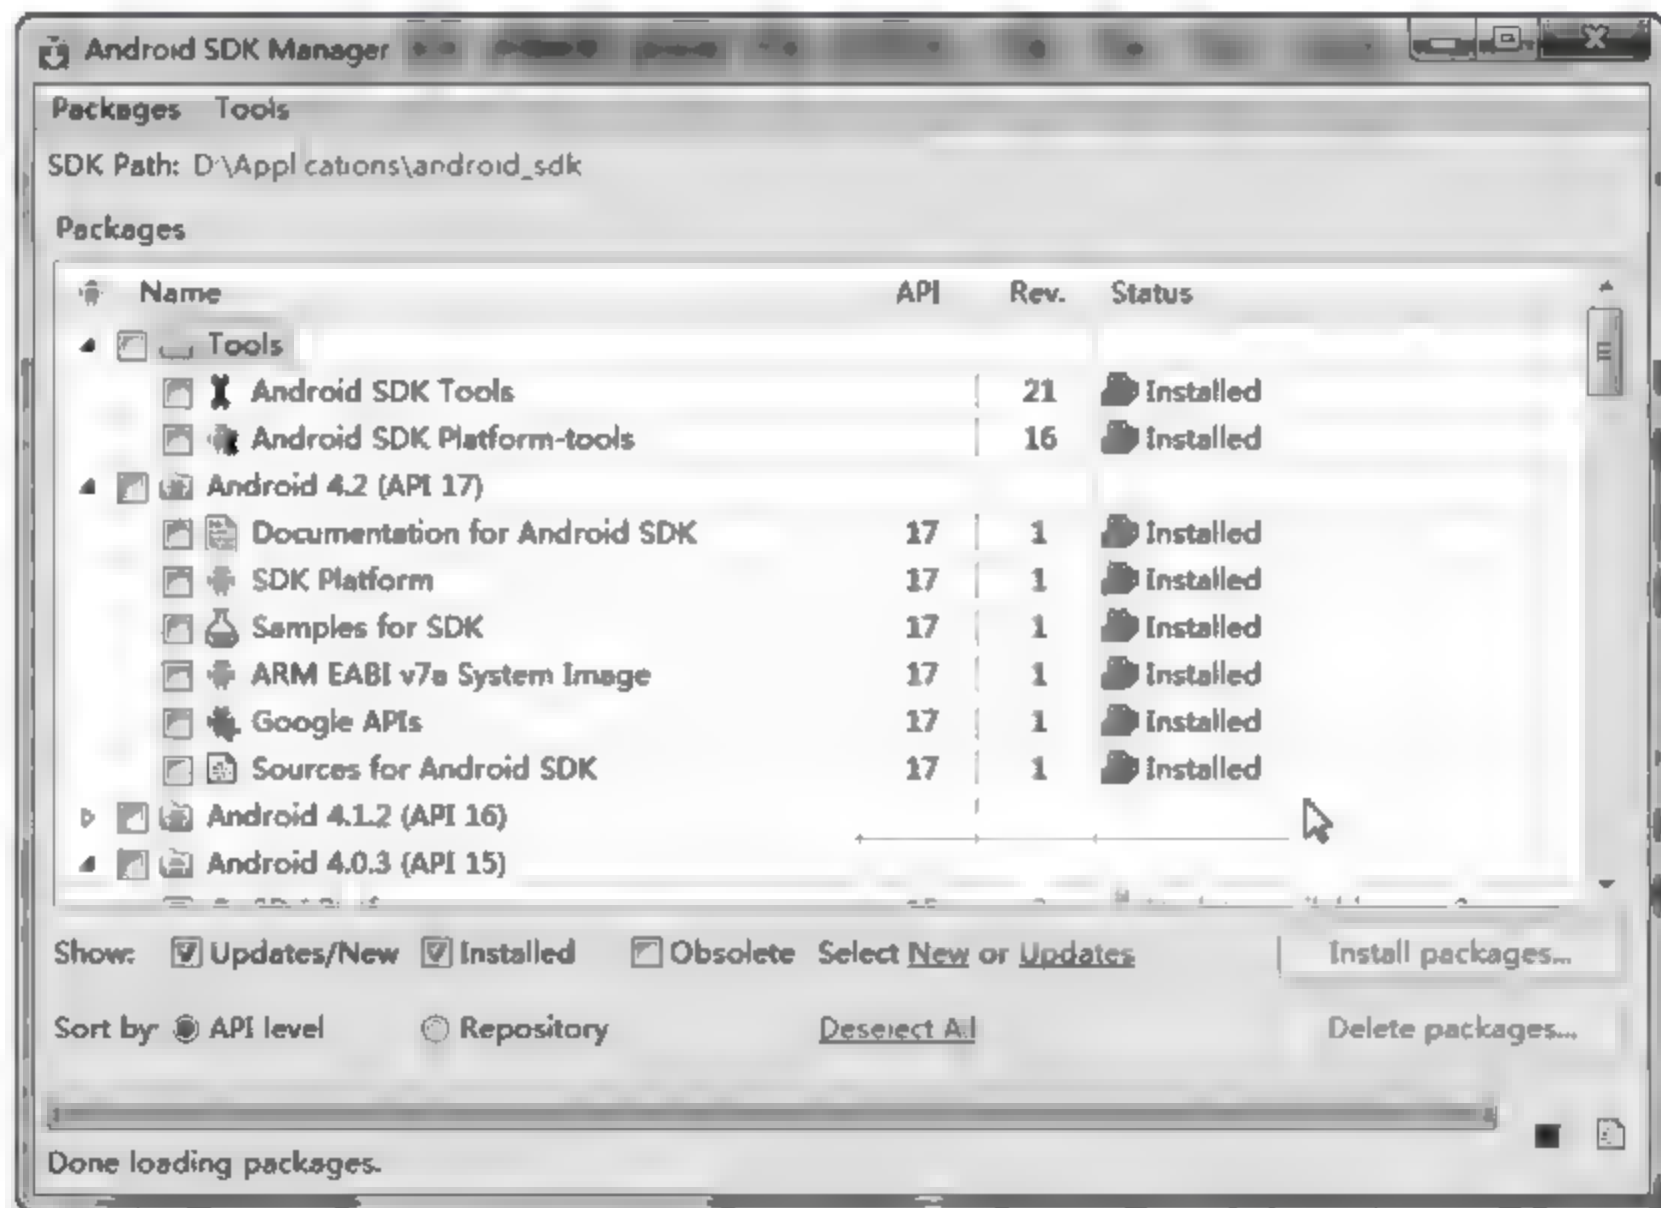 Android SDK Manager
Packages Tools
SDK Path: D:\Applications\android_sdk
Packages
Name API Rev. Status
Tools
Android SDK Tools 21 Installed
Android SDK Platform-tools 16 Installed
Android 4.2 (API 17)
Documentation for Android SDK 17 1 Installed
SDK Platform 17 1 Installed
Samples for SDK 17 1 Installed
ARM EABI v7a System Image 17 1 Installed
Google APIs 17 1 Installed
Sources for Android SDK 17 1 Installed
Android 4.1.2 (API 16)
Android 4.0.3 (API 15)
Show: Updates/New Installed Obsolete Select New or Updates Install packages...
Sort by: API level Repository Deselect All Delete packages...
Done loading packages.